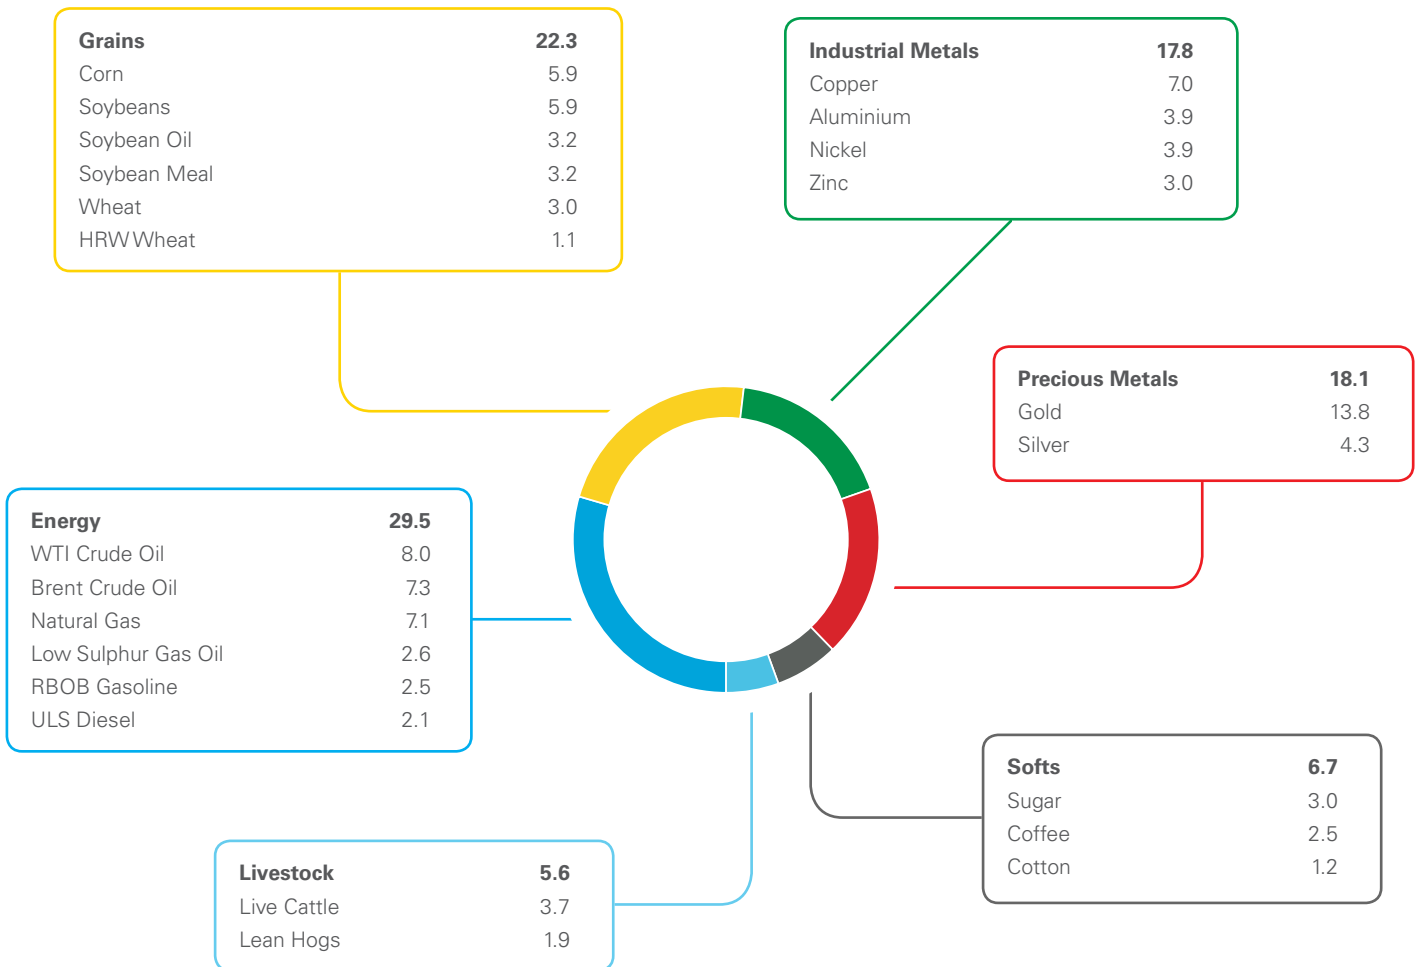 Grains 22.3
Corn 5.9
Soybeans 5.9
Soybean Oil 3.2
Soybean Meal 3.2
Wheat 3.0
HRW Wheat 1.1
Industrial Metals 17.8
Copper 7.0
Aluminium 3.9
Nickel 3.9
Zinc 3.0
Precious Metals 18.1
Gold 13.8
Silver 4.3
Energy 29.5
WTI Crude Oil 8.0
Brent Crude Oil 7.3
Natural Gas 7.1
Low Sulphur Gas Oil 2.6
RBOB Gasoline 2.5
ULS Diesel 2.1
Softs 6.7
Sugar 3.0
Coffee 2.5
Cotton 1.2
Livestock 5.6
Live Cattle 3.7
Lean Hogs 1.9